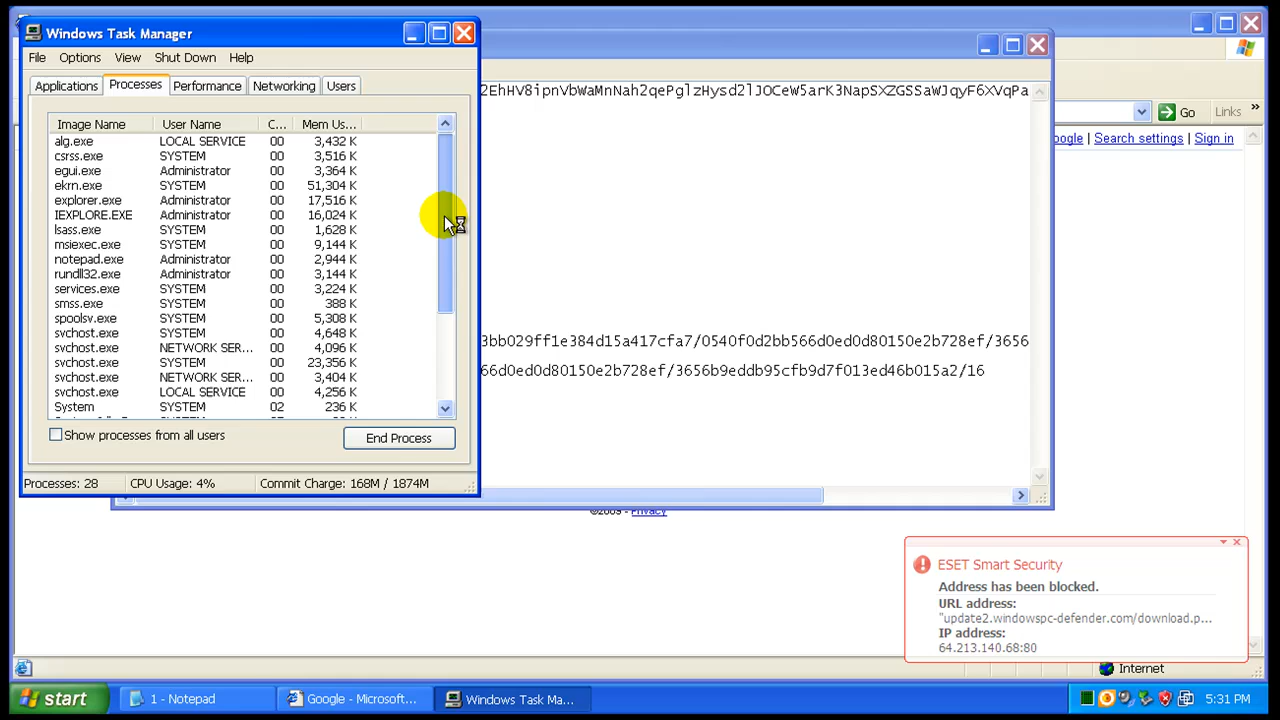 Windows Task Manager
File Options View Shut Down Help
Applications Processes Performance Networking Users
Image Name User Name C... Mem Us...
alg.exe LOCAL SERVICE 00 3,432 K
csrss.exe SYSTEM 00 3,516 K
egui.exe Administrator 00 3,364 K
ekrn.exe SYSTEM 00 51,304 K
explorer.exe Administrator 00 17,516 K
IEXPLORE.EXE Administrator 00 16,024 K
lsass.exe SYSTEM 00 1,628 K
msiexec.exe SYSTEM 00 9,144 K
notepad.exe Administrator 00 2,944 K
rundll32.exe Administrator 00 3,144 K
services.exe SYSTEM 00 3,224 K
smss.exe SYSTEM 00 388 K
spoolsv.exe SYSTEM 00 5,308 K
svchost.exe SYSTEM 00 4,648 K
svchost.exe NETWORK SER... 00 4,096 K
svchost.exe SYSTEM 00 23,356 K
svchost.exe NETWORK SER... 00 3,404 K
svchost.exe LOCAL SERVICE 00 4,256 K
System SYSTEM 02 236 K
Show processes from all users
End Process
Processes: 28 CPU Usage: 4% Commit Charge: 168M / 1874M
2EhHV8ipnVbWaMnNah2qePglzHysd2lJOCeW5arK3NapSXZGSSaWJqyF6XVqPa
3bb029ff1e384d15a417cfa7/0540f0d2bb566d0ed0d80150e2b728ef/3656
66d0ed0d80150e2b728ef/3656b9eddb95cfb9d7f013ed46b015a2/16
Go Links »
oogle Search settings Sign in
©2009 - Privacy
ESET Smart Security
Address has been blocked.
URL address:
"update2.windowspc-defender.com/download.p...
IP address:
64.213.140.68:80
Internet
start 1 - Notepad Google - Microsoft... Windows Task Ma... 5:31 PM